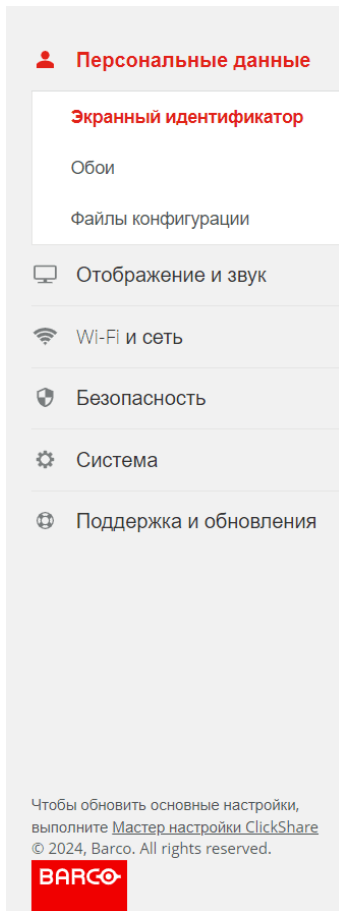 Персональные данные
Экранный идентификатор
Обои
Файлы конфигурации
Отображение и звук
Wi-Fi и сеть
Безопасность
Система
Поддержка и обновления
Чтобы обновить основные настройки,
выполните Мастер настройки ClickShare
© 2024, Barco. All rights reserved.
BARCO